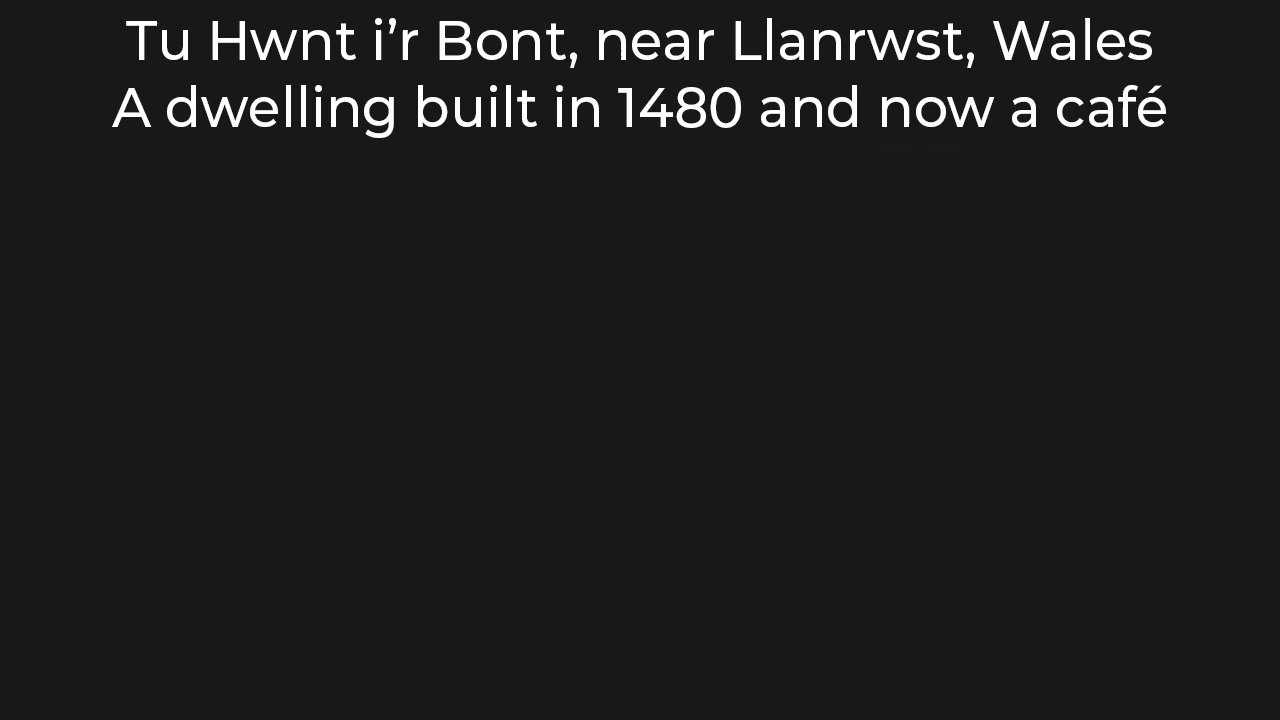 Tu Hwnt i’r Bont, near Llanrwst, Wales
A dwelling built in 1480 and now a café